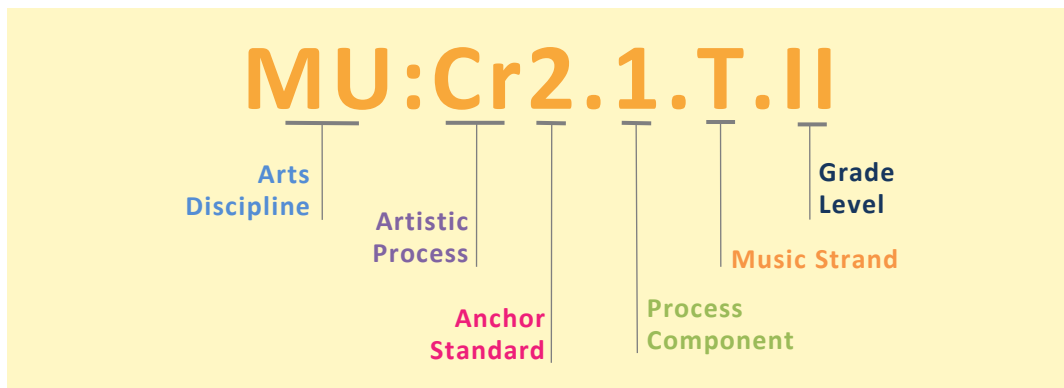 MU:Cr2.1.T.II
Arts
Discipline
Artistic
Process
Anchor
Standard
Process
Component
Music Strand
Grade
Level